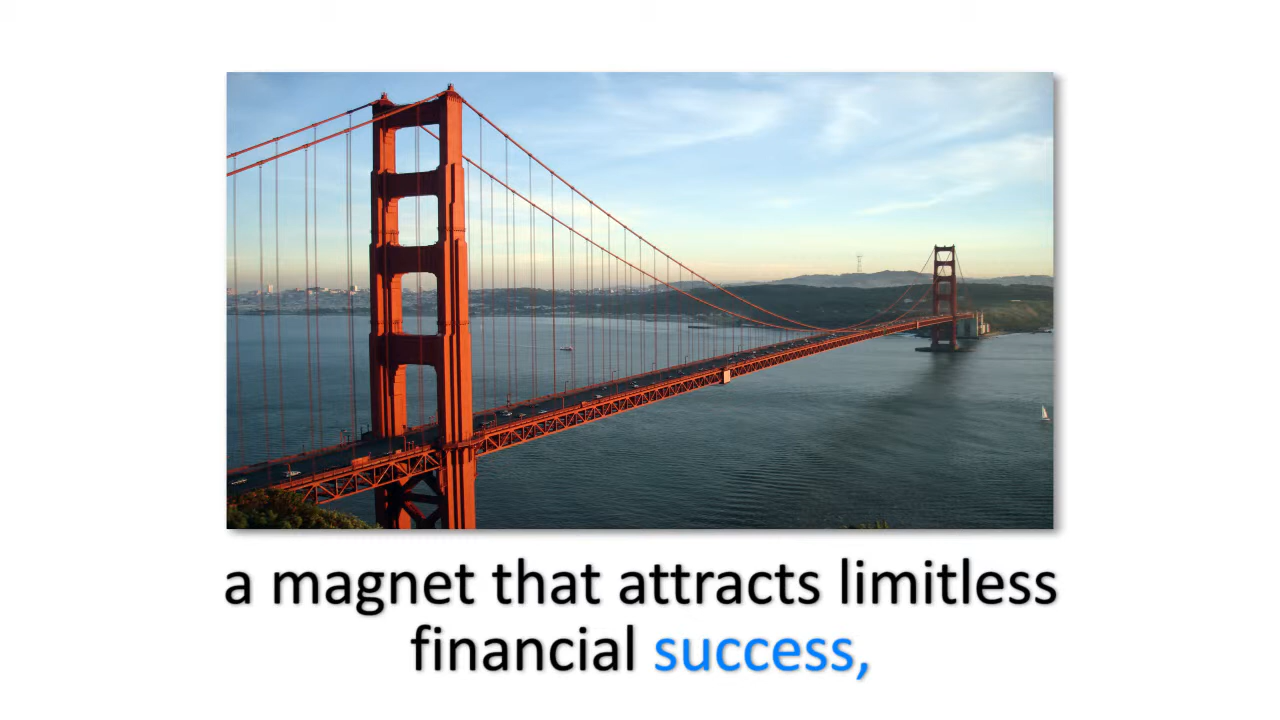 a magnet that attracts limitless
financial success,